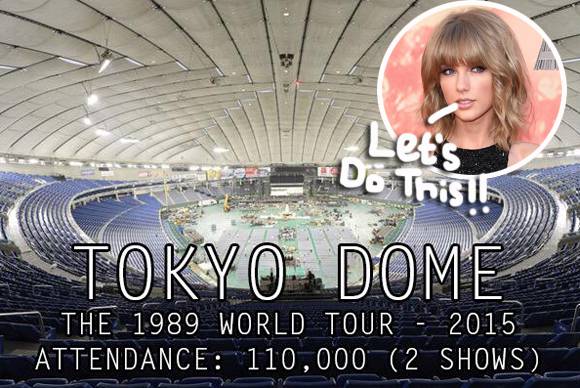 Let's
Do This!!
TOKYO DOME
THE 1989 WORLD TOUR - 2015
ATTENDANCE: 110,000 (2 SHOWS)